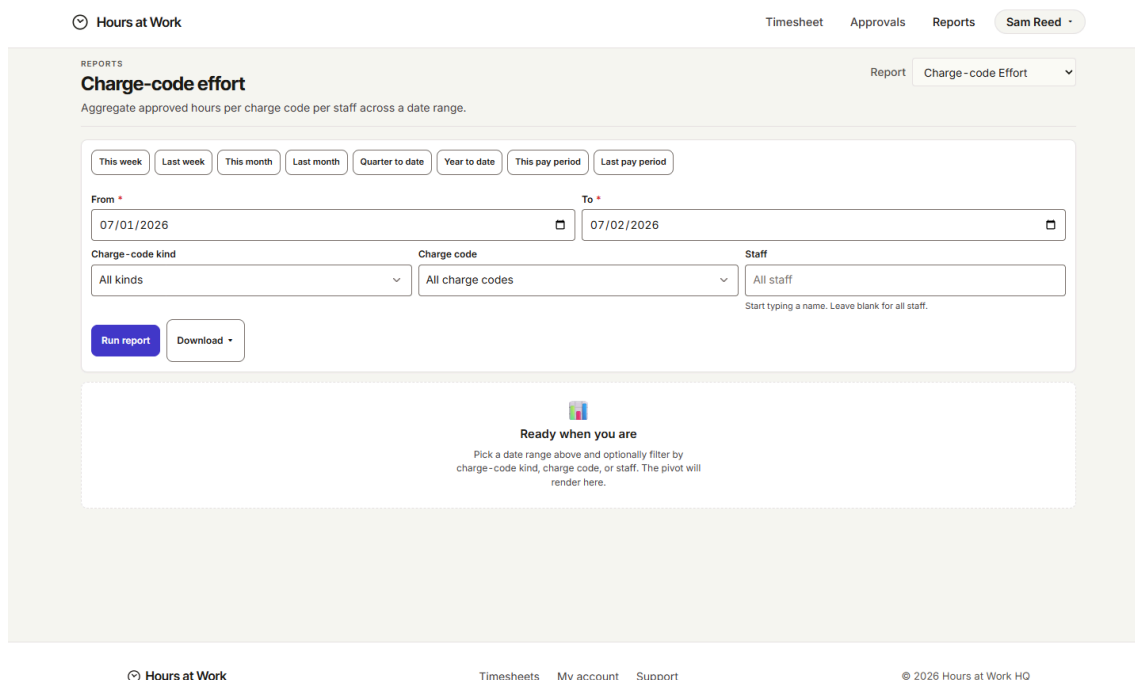 Hours at Work
Timesheet Approvals Reports Sam Reed
REPORTS
Charge-code effort
Report Charge-code Effort
Aggregate approved hours per charge code per staff across a date range.
This week Last week This month Last month Quarter to date Year to date This pay period Last pay period
From * To *
07/01/2026 07/02/2026
Charge-code kind Charge code Staff
All kinds All charge codes All staff
Start typing a name. Leave blank for all staff.
Run report Download
Ready when you are
Pick a date range above and optionally filter by
charge-code kind, charge code, or staff. The pivot will
render here.
Hours at Work Timesheets My account Support © 2026 Hours at Work HQ